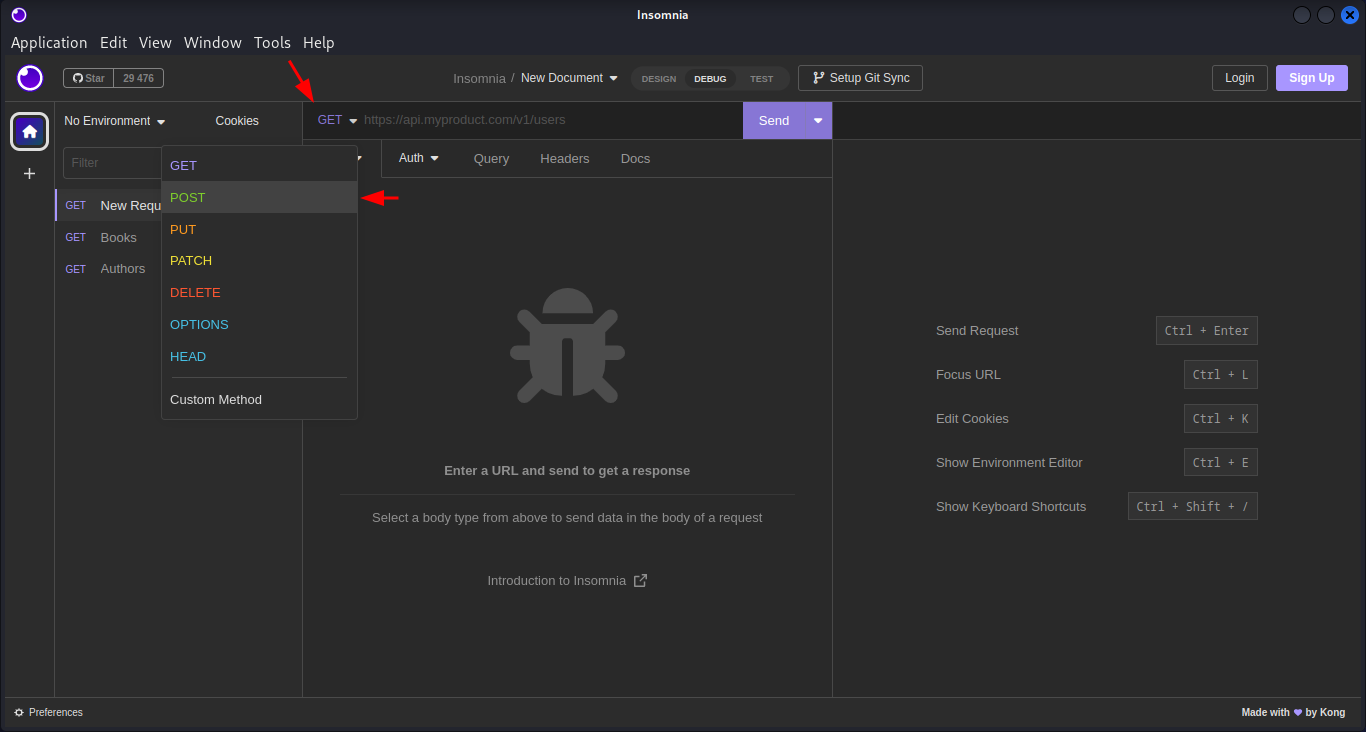 Insomnia
Application Edit View Window Tools Help
Star 29 476
Insomnia / New Document
DESIGN DEBUG TEST
Setup Git Sync
Login
Sign Up
No Environment
Cookies
GET https://api.myproduct.com/v1/users
Send
Filter
Auth Query Headers Docs
GET New Requ
GET Books
GET Authors
GET
POST
PUT
PATCH
DELETE
OPTIONS
HEAD
Custom Method
Enter a URL and send to get a response
Select a body type from above to send data in the body of a request
Introduction to Insomnia
Send Request Ctrl + Enter
Focus URL Ctrl + L
Edit Cookies Ctrl + K
Show Environment Editor Ctrl + E
Show Keyboard Shortcuts Ctrl + Shift + /
Preferences
Made with ♥ by Kong